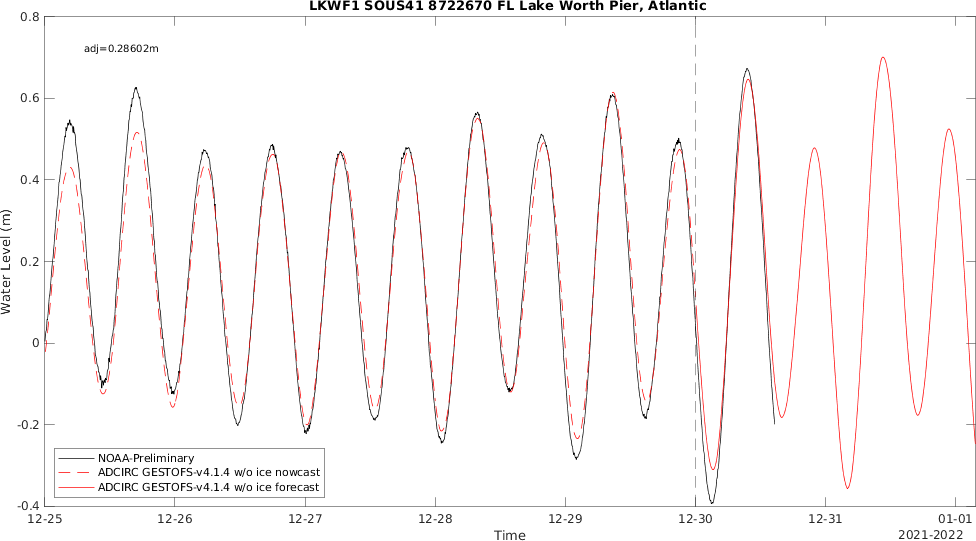 LKWF1 SOUS41 8722670 FL Lake Worth Pier, Atlantic
adj=0.28602m
0.8
0.6
0.4
0.2
0
-0.2
-0.4
Water Level (m)
NOAA-Preliminary
ADCIRC GESTOFS-v4.1.4 w/o ice nowcast
ADCIRC GESTOFS-v4.1.4 w/o ice forecast
12-25 12-26 12-27 12-28 12-29 12-30 12-31 01-01
Time
2021-2022